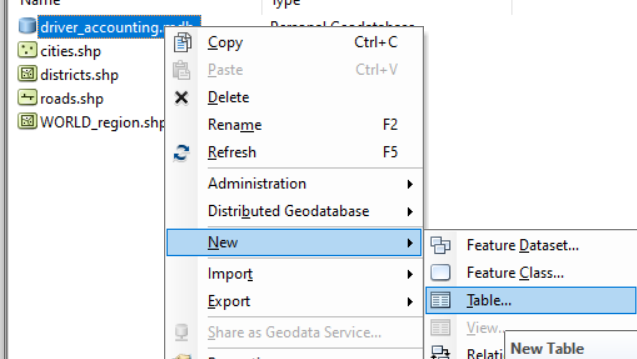 Name Type
driver_accounting.mdb Personal Geodatabase
cities.shp
districts.shp
roads.shp
WORLD_region.shp
Copy Ctrl+C
Paste Ctrl+V
Delete
Rename F2
Refresh F5
Administration
Distributed Geodatabase
New
Import
Export
Share as Geodata Service...
Feature Dataset...
Feature Class...
Table...
View...
Relati
New Table